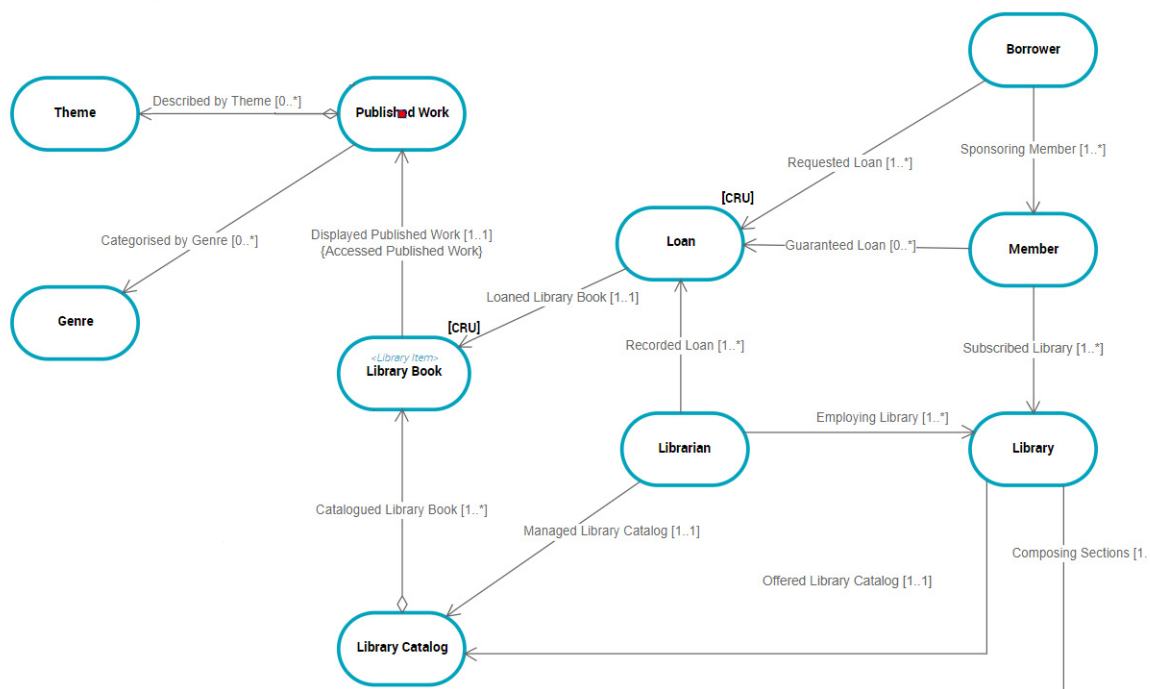 Borrower
Theme
Described by Theme [0..*]
Published Work
Requested Loan [1..*]
Sponsoring Member [1..*]
[CRU]
Categorised by Genre [0..*]
Displayed Published Work [1..1]
{Accessed Published Work}
Loan
Guaranteed Loan [0..*]
Member
Loaned Library Book [1..1]
Genre
[CRU]
Recorded Loan [1..*]
Subscribed Library [1..*]
<Library Item>
Library Book
Employing Library [1..*]
Librarian
Library
Catalogued Library Book [1..*]
Managed Library Catalog [1..1]
Composing Sections [1.
Offered Library Catalog [1..1]
Library Catalog